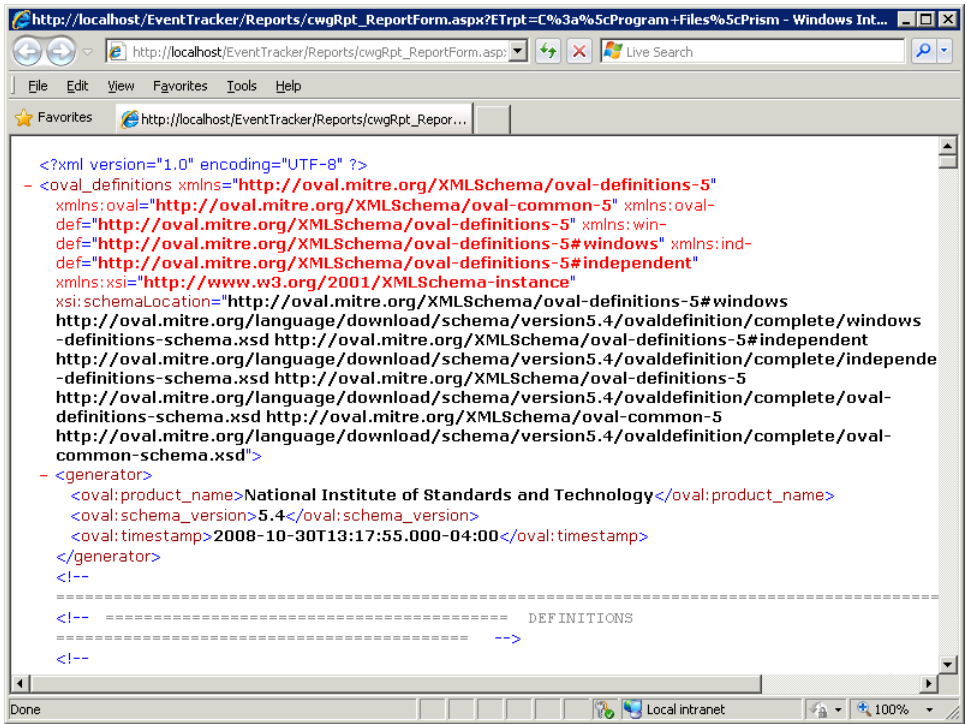 http://localhost/EventTracker/Reports/cwgRpt_ReportForm.aspx?ETrpt=C%3a%5cProgram+Files%5cPrism - Windows Int...
http://localhost/EventTracker/Reports/cwgRpt_ReportForm.asp: Live Search
File Edit View Favorites Tools Help
Favorites http://localhost/EventTracker/Reports/cwgRpt_Repor...
<?xml version="1.0" encoding="UTF-8" ?>
- <oval_definitions xmlns="http://oval.mitre.org/XMLSchema/oval-definitions-5"
xmlns:oval="http://oval.mitre.org/XMLSchema/oval-common-5" xmlns:oval-
def="http://oval.mitre.org/XMLSchema/oval-definitions-5" xmlns:win-
def="http://oval.mitre.org/XMLSchema/oval-definitions-5#windows" xmlns:ind-
def="http://oval.mitre.org/XMLSchema/oval-definitions-5#independent"
xmlns:xsi="http://www.w3.org/2001/XMLSchema-instance"
xsi:schemaLocation="http://oval.mitre.org/XMLSchema/oval-definitions-5#windows
http://oval.mitre.org/language/download/schema/version5.4/ovaldefinition/complete/windows
-definitions-schema.xsd http://oval.mitre.org/XMLSchema/oval-definitions-5#independent
http://oval.mitre.org/language/download/schema/version5.4/ovaldefinition/complete/independe
-definitions-schema.xsd http://oval.mitre.org/XMLSchema/oval-definitions-5
http://oval.mitre.org/language/download/schema/version5.4/ovaldefinition/complete/oval-
definitions-schema.xsd http://oval.mitre.org/XMLSchema/oval-common-5
http://oval.mitre.org/language/download/schema/version5.4/ovaldefinition/complete/oval-
common-schema.xsd">
- <generator>
<oval:product_name>National Institute of Standards and Technology</oval:product_name>
<oval:schema_version>5.4</oval:schema_version>
<oval:timestamp>2008-10-30T13:17:55.000-04:00</oval:timestamp>
</generator>
<!--
============================================================================================
<!-- ========================================== DEFINITIONS
=========================================== -->
<!--
Done Local intranet 100%